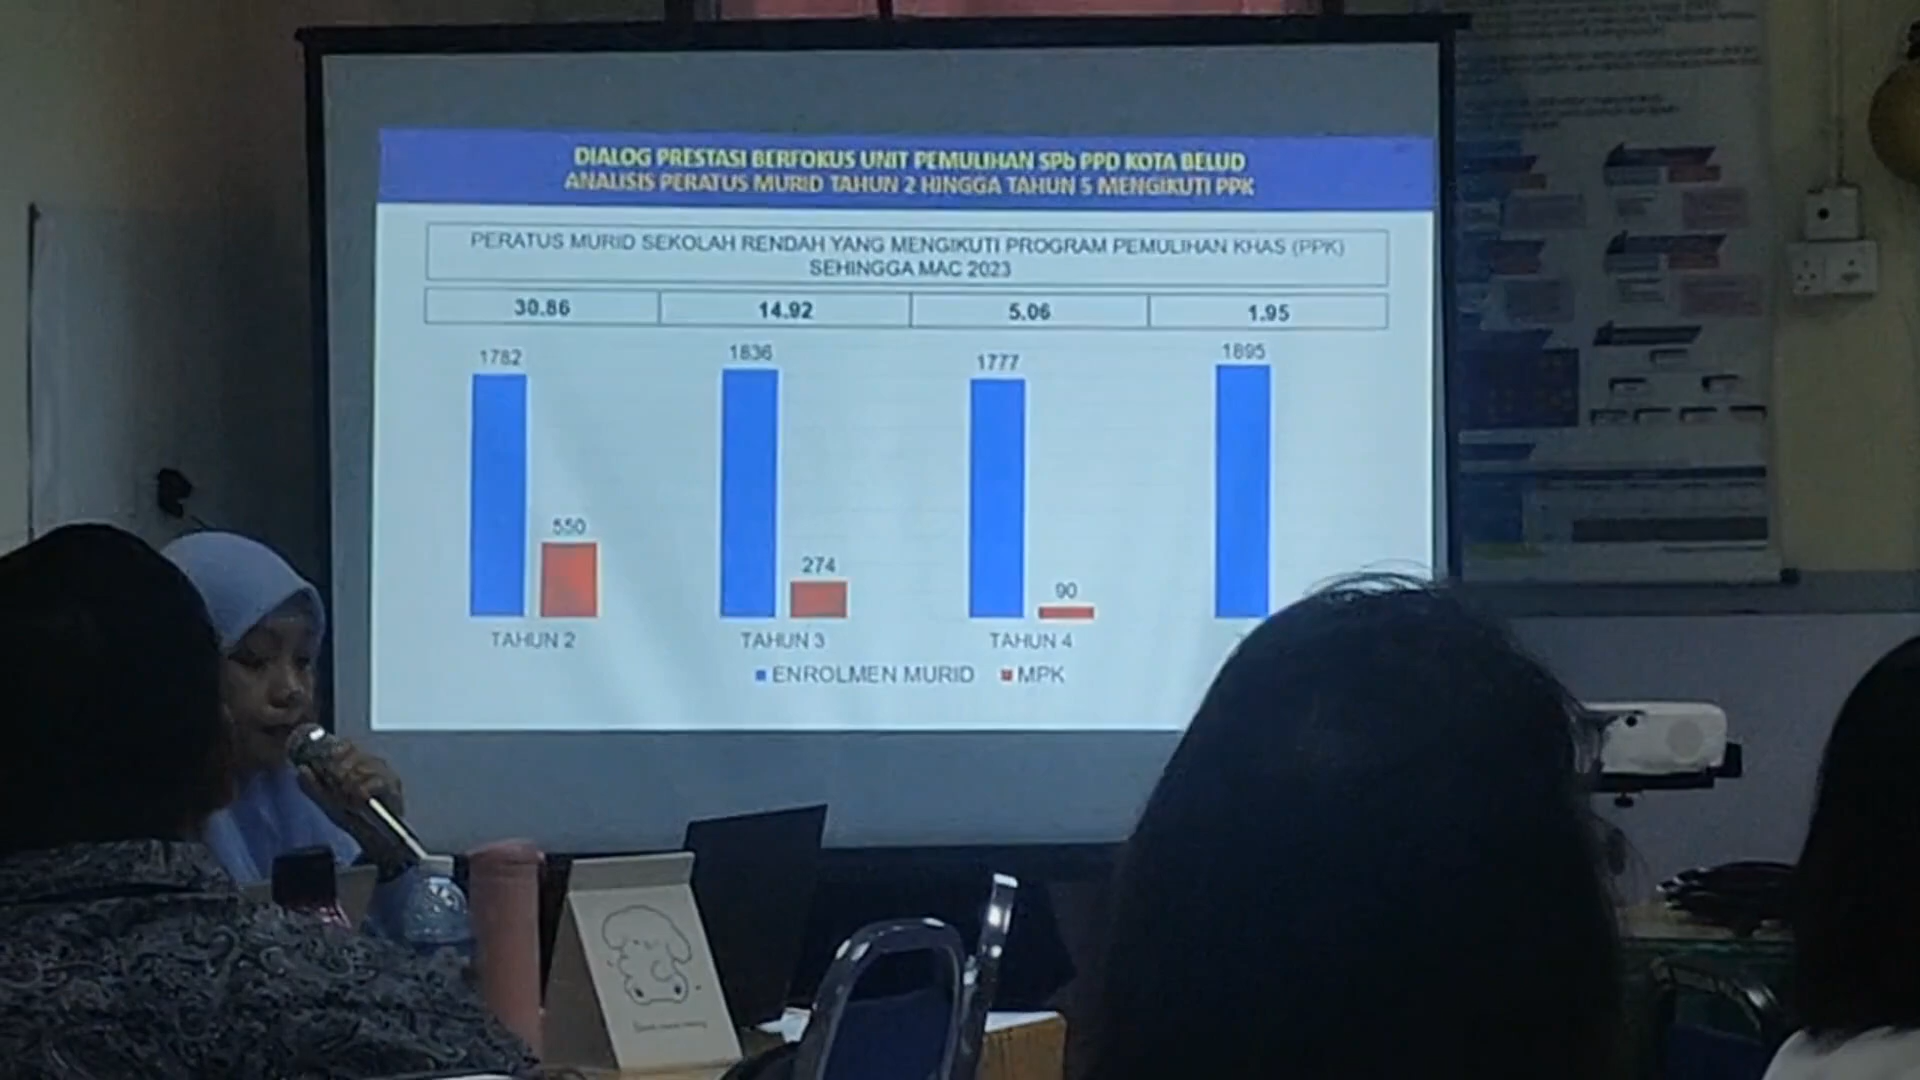 DIALOG PRESTASI BERFOKUS UNIT PEMULIHAN SPb PPD KOTA BELUD
ANALISIS PERATUS MURID TAHUN 2 HINGGA TAHUN 5 MENGIKUTI PPK
PERATUS MURID SEKOLAH RENDAH YANG MENGIKUTI PROGRAM PEMULIHAN KHAS (PPK)
SEHINGGA MAC 2023
30.86 14.92 5.06 1.95
1782 1836 1777 1895
550 274 90
TAHUN 2 TAHUN 3 TAHUN 4
ENROLMEN MURID MPK